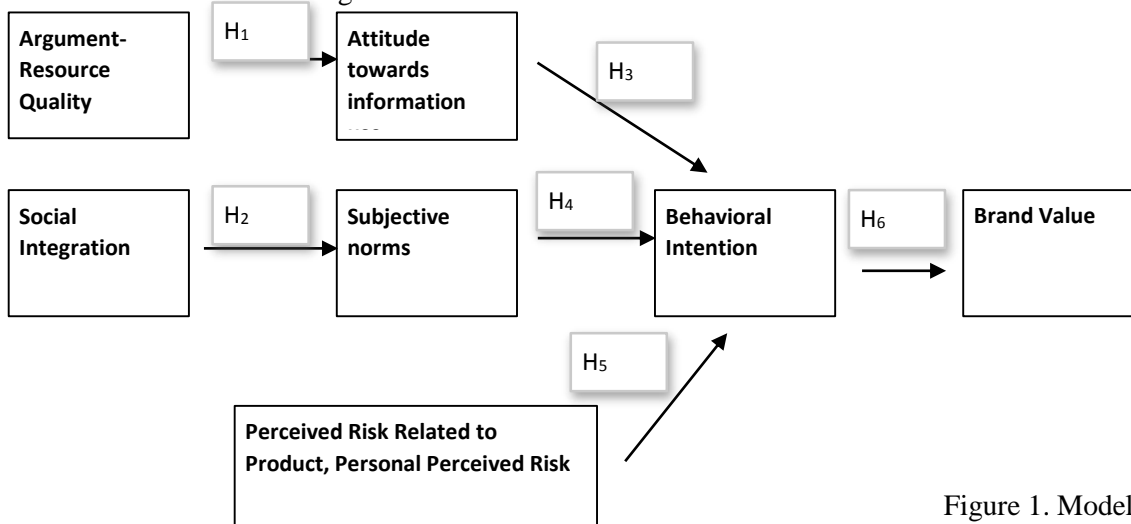 Argument-
Resource
Quality
H1
Attitude
towards
information
H3
Social
Integration
H2
Subjective
norms
H4
Behavioral
Intention
H6
Brand Value
H5
Perceived Risk Related to
Product, Personal Perceived Risk
Figure 1. Model